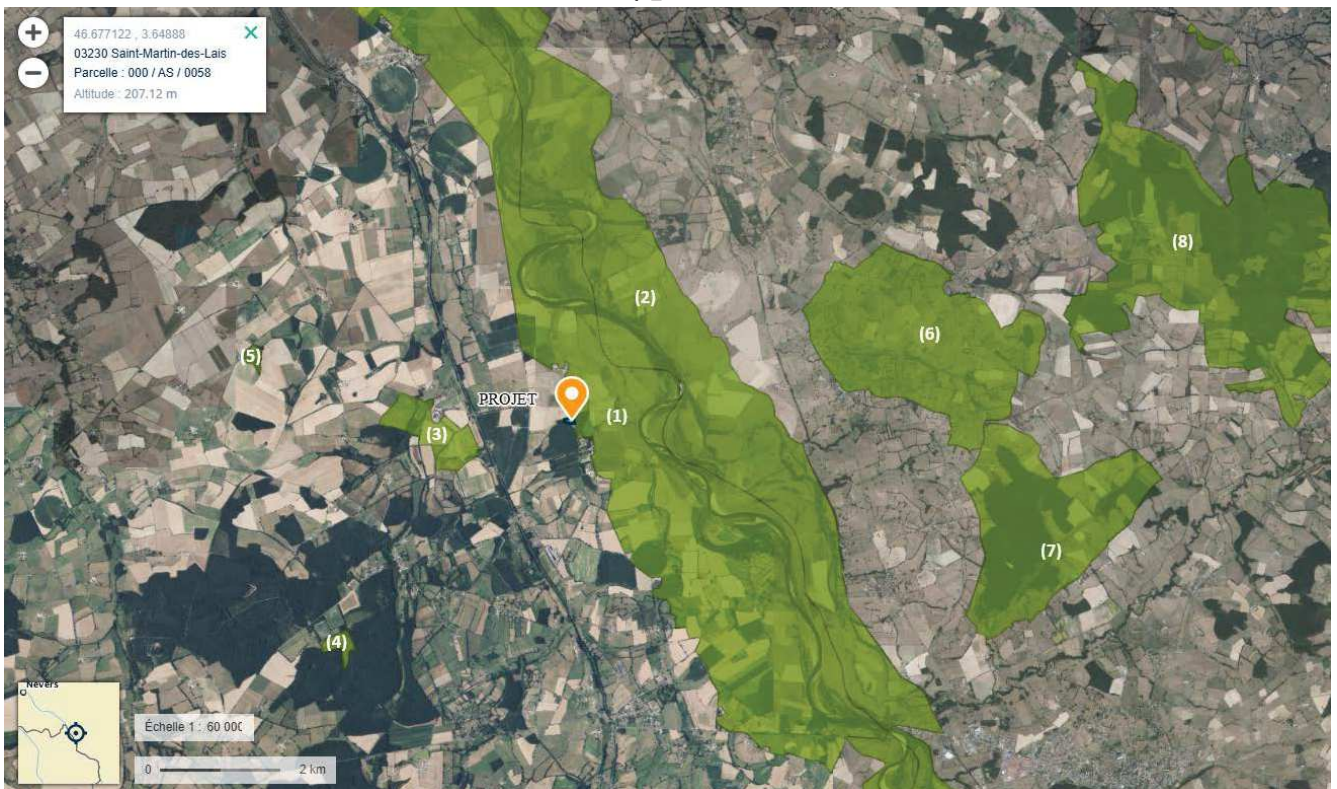 46.677122 , 3.64888
03230 Saint-Martin-des-Lais
Parcelle : 000 / AS / 0058
Altitude : 207.12 m
(8)
(2)
(6)
(5)
PROJET
(1)
(3)
(7)
(4)
Nevers
Échelle 1 : 60 000
0 2 km